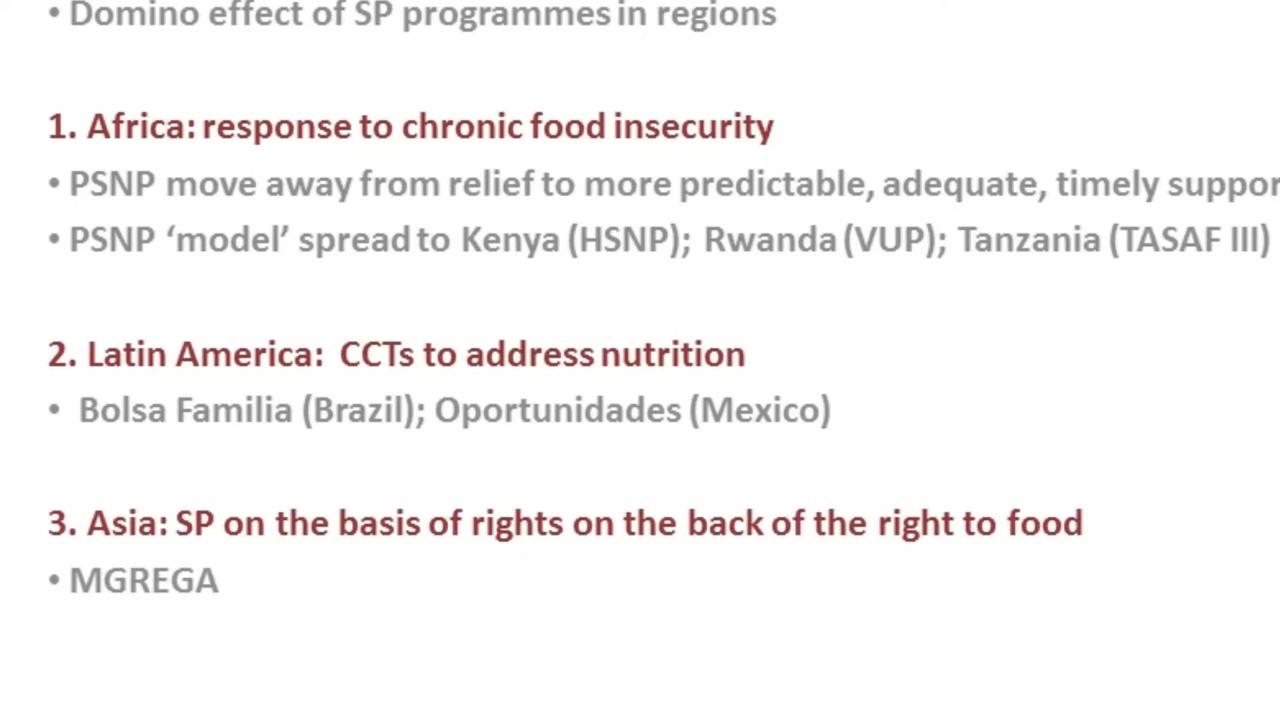 • Domino effect of SP programmes in regions
1. Africa: response to chronic food insecurity
• PSNP move away from relief to more predictable, adequate, timely suppor
• PSNP ‘model’ spread to Kenya (HSNP); Rwanda (VUP); Tanzania (TASAF III)
2. Latin America: CCTs to address nutrition
• Bolsa Familia (Brazil); Oportunidades (Mexico)
3. Asia: SP on the basis of rights on the back of the right to food
• MGREGA